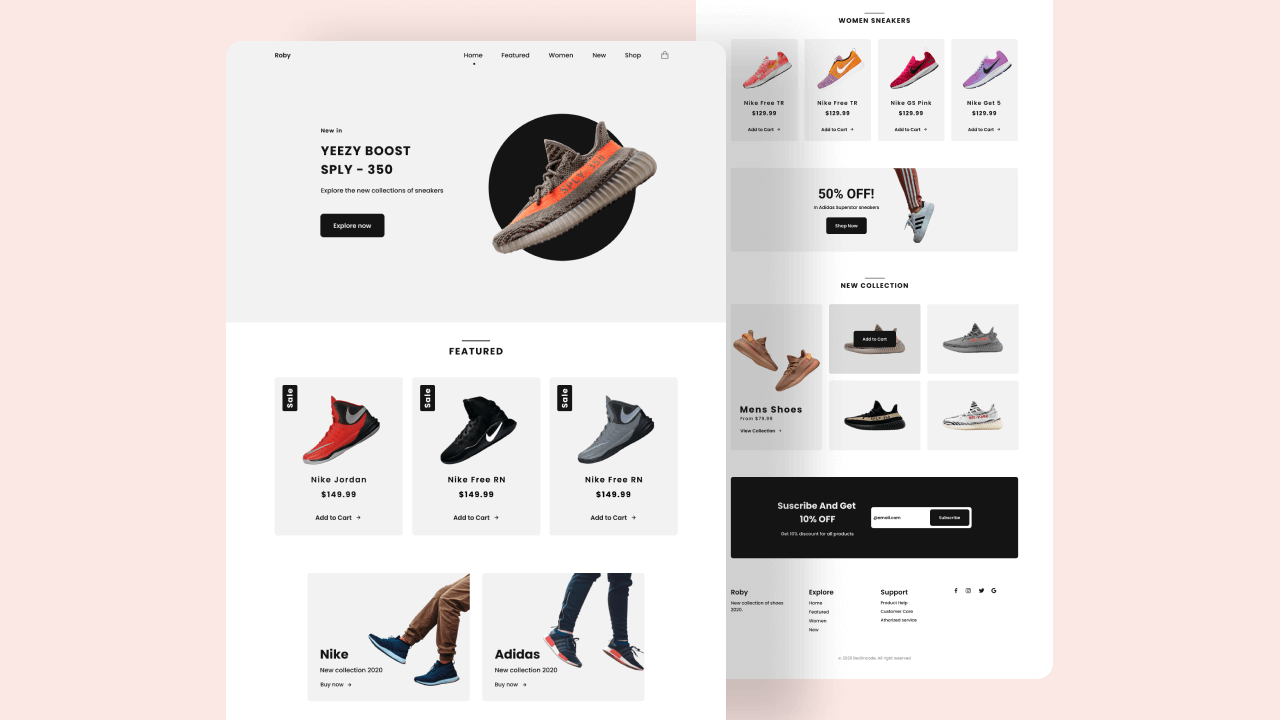 Roby
Home
Featured
Women
New
Shop
New in
YEEZY BOOST
SPLY - 350
Explore the new collections of sneakers
Explore now
SPLY-350
FEATURED
Sale
Nike Jordan
$149.99
Add to Cart →
Sale
Nike Free RN
$149.99
Add to Cart →
Sale
Nike Free RN
$149.99
Add to Cart →
Nike
New collection 2020
Buy now →
Adidas
New collection 2020
Buy now →
WOMEN SNEAKERS
Nike Free TR
$129.99
Add to Cart →
Nike Free TR
$129.99
Add to Cart →
Nike GS Pink
$129.99
Add to Cart →
Nike Get 5
$129.99
Add to Cart →
50% OFF!
In Adidas Superstar sneakers
Shop Now
NEW COLLECTION
Mens Shoes
From $79.99
View Collection →
Add to Cart
Suscribe And Get
10% OFF
Get 10% discount for all products
@email.com
Subscribe
Roby
New collection of shoes
2020.
Explore
Home
Featured
Women
New
Support
Product Help
Customer Care
Athorized service